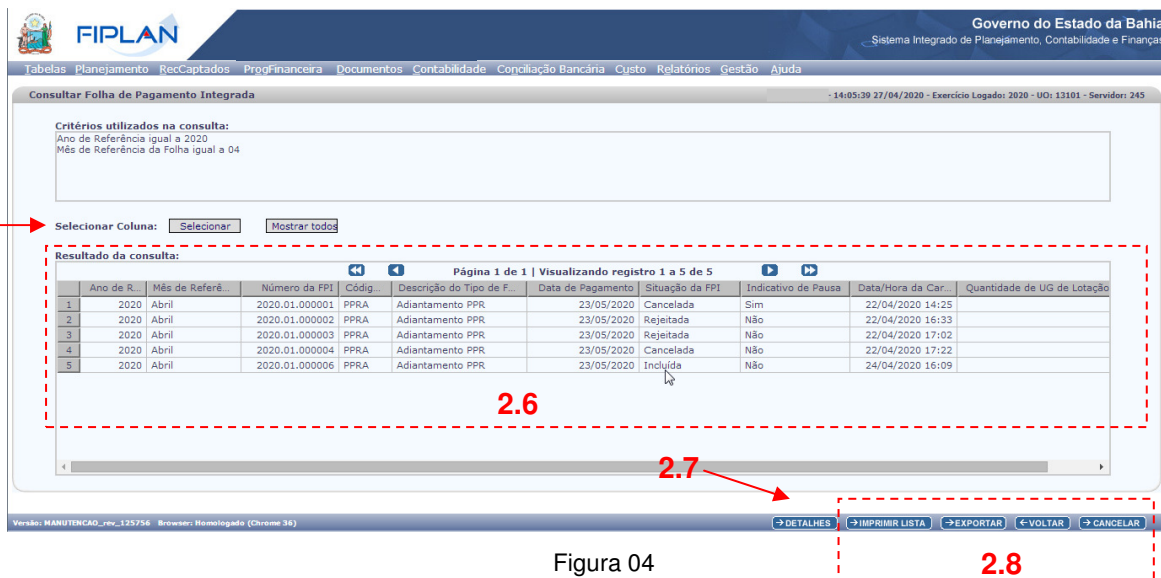 FIPLAN
Governo do Estado da Bahia
Sistema Integrado de Planejamento, Contabilidade e Finanças
Tabelas Planejamento RecCaptados ProgFinanceira Documentos Contabilidade Conciliação Bancária Custo Relatórios Gestão Ajuda
Consultar Folha de Pagamento Integrada - 14:05:39 27/04/2020 - Exercício Logado: 2020 - UO: 13101 - Servidor: 245
Critérios utilizados na consulta:
Ano de Referência igual a 2020
Mês de Referência da Folha igual a 04
Selecionar Coluna: Selecionar Mostrar todos
Resultado da consulta:
Página 1 de 1 | Visualizando registro 1 a 5 de 5
Ano de R... Mês de Referê... Número da FPI Códig... Descrição do Tipo de F... Data de Pagamento Situação da FPI Indicativo de Pausa Data/Hora da Car... Quantidade de UG de Lotação
1 2020 Abril 2020.01.000001 PPRA Adiantamento PPR 23/05/2020 Cancelada Sim 22/04/2020 14:25
2 2020 Abril 2020.01.000002 PPRA Adiantamento PPR 23/05/2020 Rejeitada Não 22/04/2020 16:33
3 2020 Abril 2020.01.000003 PPRA Adiantamento PPR 23/05/2020 Rejeitada Não 22/04/2020 17:02
4 2020 Abril 2020.01.000004 PPRA Adiantamento PPR 23/05/2020 Cancelada Não 22/04/2020 17:22
5 2020 Abril 2020.01.000006 PPRA Adiantamento PPR 23/05/2020 Incluída Não 24/04/2020 16:09
2.6
2.7
Versão: MANUTENCAO_rev_125756 Browser: Homologado (Chrome 36) DETALHES IMPRIMIR LISTA EXPORTAR VOLTAR CANCELAR
Figura 04
2.8